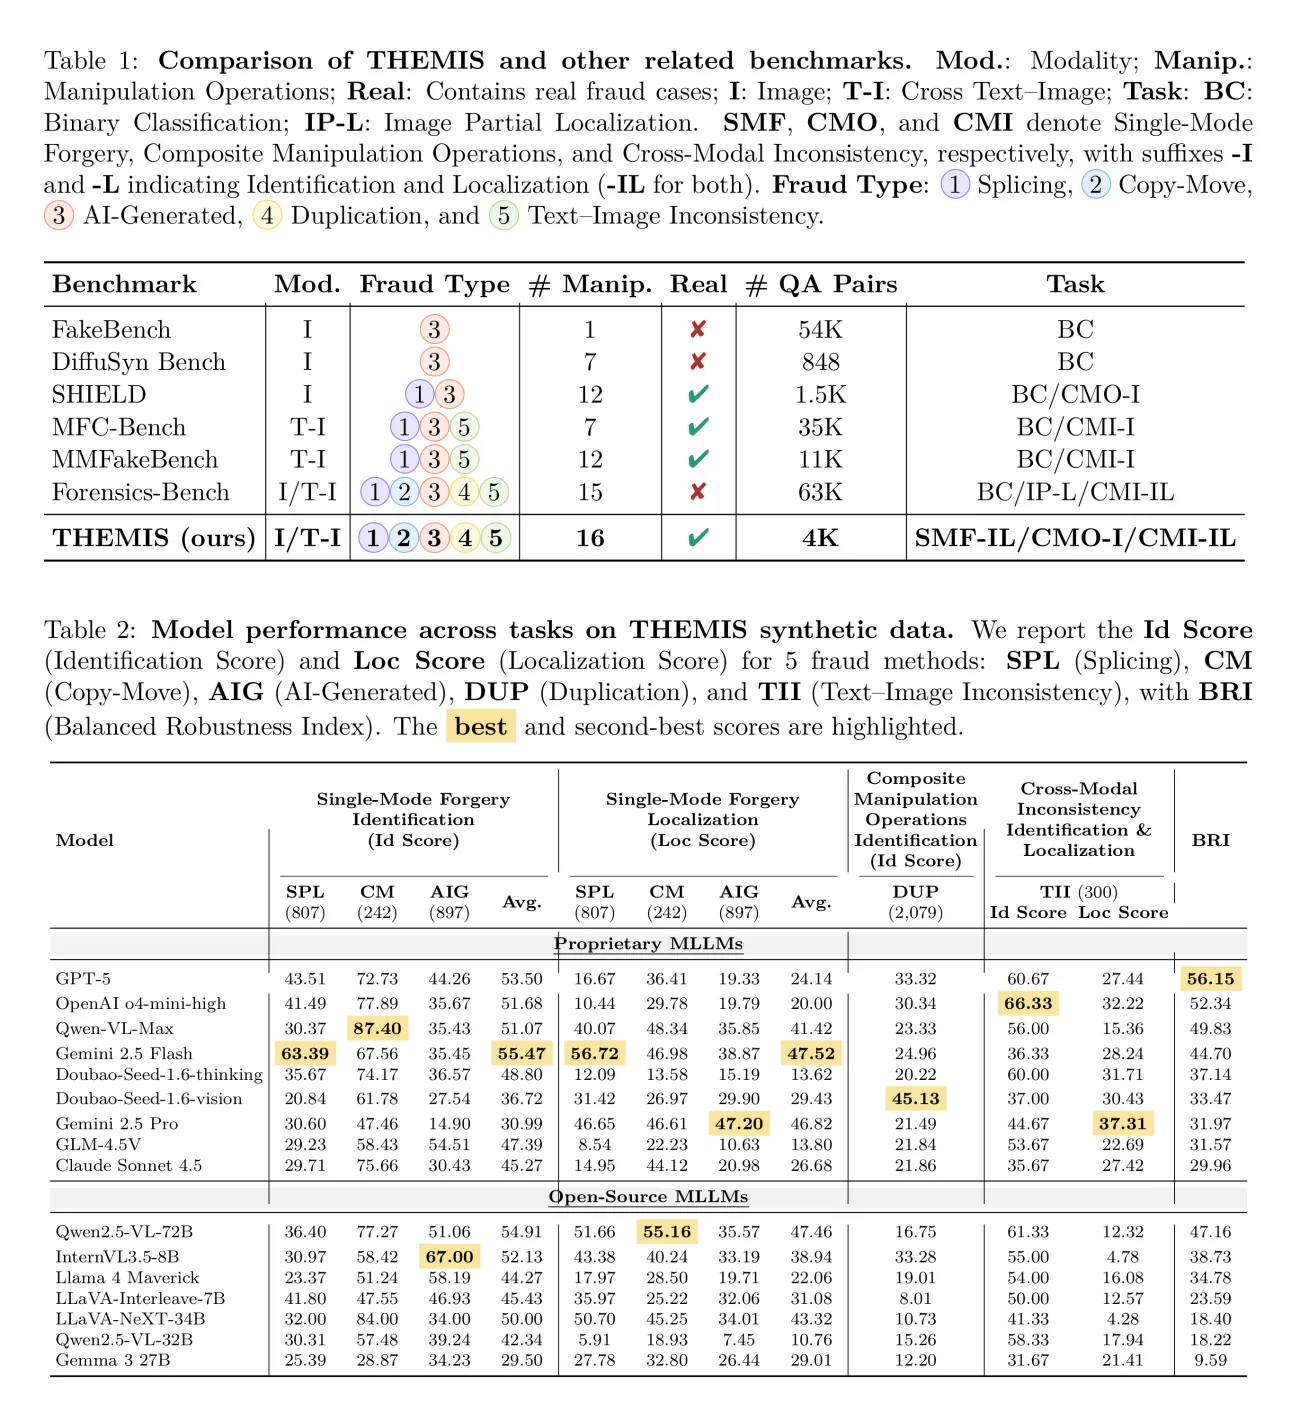 Table 1: Comparison of THEMIS and other related benchmarks. Mod.: Modality; Manip.:
Manipulation Operations; Real: Contains real fraud cases; I: Image; T-I: Cross Text–Image; Task: BC:
Binary Classification; IP-L: Image Partial Localization. SMF, CMO, and CMI denote Single-Mode
Forgery, Composite Manipulation Operations, and Cross-Modal Inconsistency, respectively, with suffixes -I
and -L indicating Identification and Localization (-IL for both). Fraud Type: 1 Splicing, 2 Copy-Move,
3 AI-Generated, 4 Duplication, and 5 Text–Image Inconsistency.
Benchmark Mod. Fraud Type # Manip. Real # QA Pairs Task
FakeBench I 3 1 ✘ 54K BC
DiffuSyn Bench I 3 7 ✘ 848 BC
SHIELD I 1 3 12 ✔ 1.5K BC/CMO-I
MFC-Bench T-I 1 3 5 7 ✔ 35K BC/CMI-I
MMFakeBench T-I 1 3 5 12 ✔ 11K BC/CMI-I
Forensics-Bench I/T-I 1 2 3 4 5 15 ✘ 63K BC/IP-L/CMI-IL
THEMIS (ours) I/T-I 1 2 3 4 5 16 ✔ 4K SMF-IL/CMO-I/CMI-IL
Table 2: Model performance across tasks on THEMIS synthetic data. We report the Id Score
(Identification Score) and Loc Score (Localization Score) for 5 fraud methods: SPL (Splicing), CM
(Copy-Move), AIG (AI-Generated), DUP (Duplication), and TII (Text–Image Inconsistency), with BRI
(Balanced Robustness Index). The best and second-best scores are highlighted.
Model
Single-Mode Forgery
Identification
(Id Score)
Single-Mode Forgery
Localization
(Loc Score)
Composite
Manipulation
Operations
Identification
(Id Score)
Cross-Modal
Inconsistency
Identification &
Localization
BRI
SPL CM AIG Avg. SPL CM AIG Avg. DUP TII (300)
(807) (242) (897) (807) (242) (897) (2,079) Id Score Loc Score
Proprietary MLLMs
GPT-5 43.51 72.73 44.26 53.50 16.67 36.41 19.33 24.14 33.32 60.67 27.44 56.15
OpenAI o4-mini-high 41.49 77.89 35.67 51.68 10.44 29.78 19.79 20.00 30.34 66.33 32.22 52.34
Qwen-VL-Max 30.37 87.40 35.43 51.07 40.07 48.34 35.85 41.42 23.33 56.00 15.36 49.83
Gemini 2.5 Flash 63.39 67.56 35.45 55.47 56.72 46.98 38.87 47.52 24.96 36.33 28.24 44.70
Doubao-Seed-1.6-thinking 35.67 74.17 36.57 48.80 12.09 13.58 15.19 13.62 20.22 60.00 31.71 37.14
Doubao-Seed-1.6-vision 20.84 61.78 27.54 36.72 31.42 26.97 29.90 29.43 45.13 37.00 30.43 33.47
Gemini 2.5 Pro 30.60 47.46 14.90 30.99 46.65 46.61 47.20 46.82 21.49 44.67 37.31 31.97
GLM-4.5V 29.23 58.43 54.51 47.39 8.54 22.23 10.63 13.80 21.84 53.67 22.69 31.57
Claude Sonnet 4.5 29.71 75.66 30.43 45.27 14.95 44.12 20.98 26.68 21.86 35.67 27.42 29.96
Open-Source MLLMs
Qwen2.5-VL-72B 36.40 77.27 51.06 54.91 51.66 55.16 35.57 47.46 16.75 61.33 12.32 47.16
InternVL3.5-8B 30.97 58.42 67.00 52.13 43.38 40.24 33.19 38.94 33.28 55.00 4.78 38.73
Llama 4 Maverick 23.37 51.24 58.19 44.27 17.97 28.50 19.71 22.06 19.01 54.00 16.08 34.78
LLaVA-Interleave-7B 41.80 47.55 46.93 45.43 35.97 25.22 32.06 31.08 8.01 50.00 12.57 23.59
LLaVA-NeXT-34B 32.00 84.00 34.00 50.00 50.70 45.25 34.01 43.32 10.73 41.33 4.28 18.40
Qwen2.5-VL-32B 30.31 57.48 39.24 42.34 5.91 18.93 7.45 10.76 15.26 58.33 17.94 18.22
Gemma 3 27B 25.39 28.87 34.23 29.50 27.78 32.80 26.44 29.01 12.20 31.67 21.41 9.59